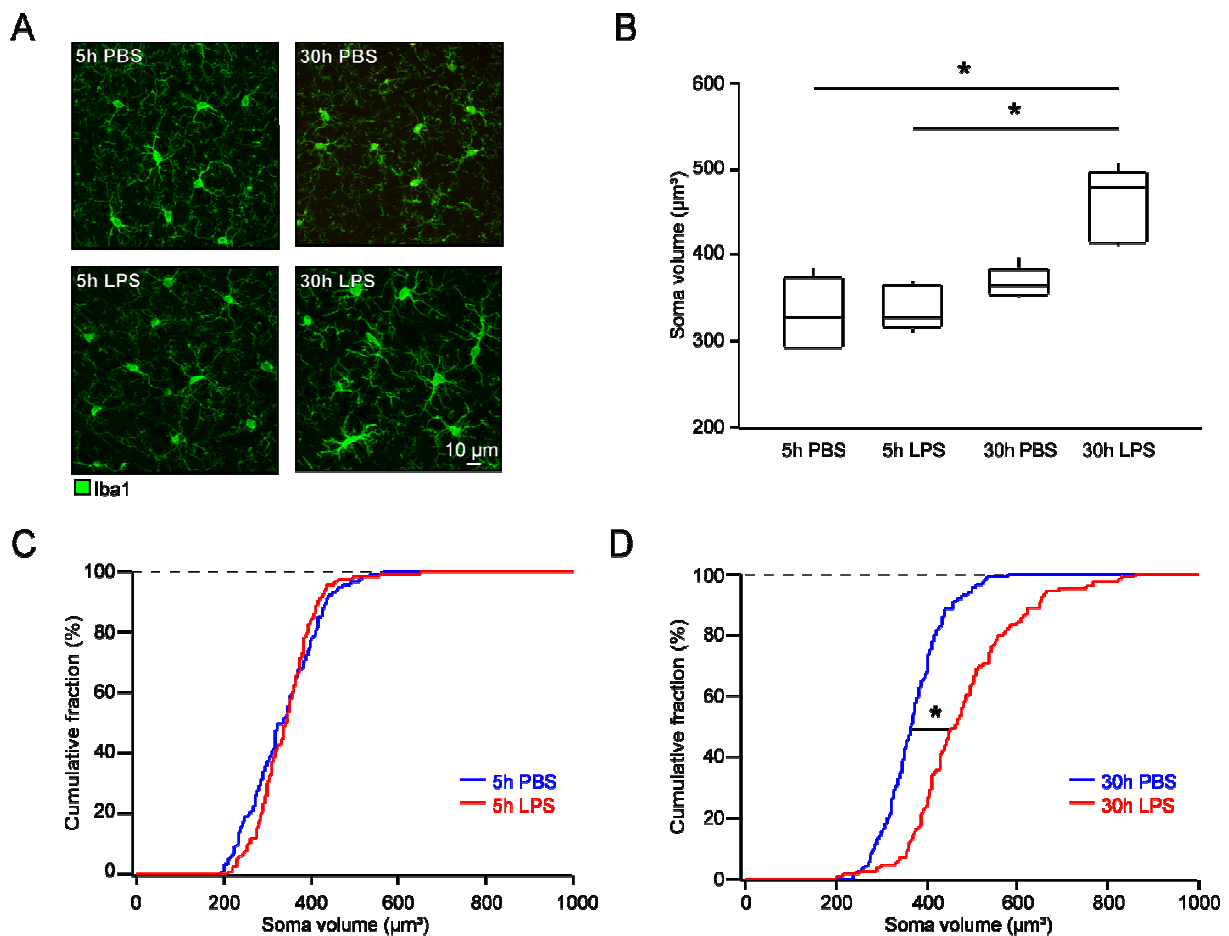 A
5h PBS
30h PBS
5h LPS
30h LPS
10 µm
Iba1
B
*
*
600
500
400
300
200
Soma volume (µm³)
5h PBS 5h LPS 30h PBS 30h LPS
C
100
80
60
40
20
0
Cumulative fraction (%)
5h PBS
5h LPS
0 200 400 600 800 1000
Soma volume (µm³)
D
100
80
60
40
20
0
Cumulative fraction (%)
*
30h PBS
30h LPS
0 200 400 600 800 1000
Soma volume (µm³)